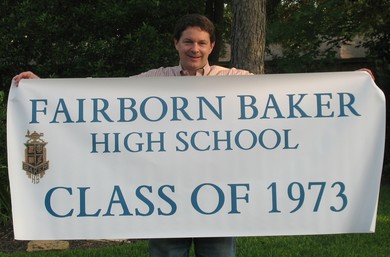 FAIRBORN BAKER
HIGH SCHOOL
CLASS OF 1973